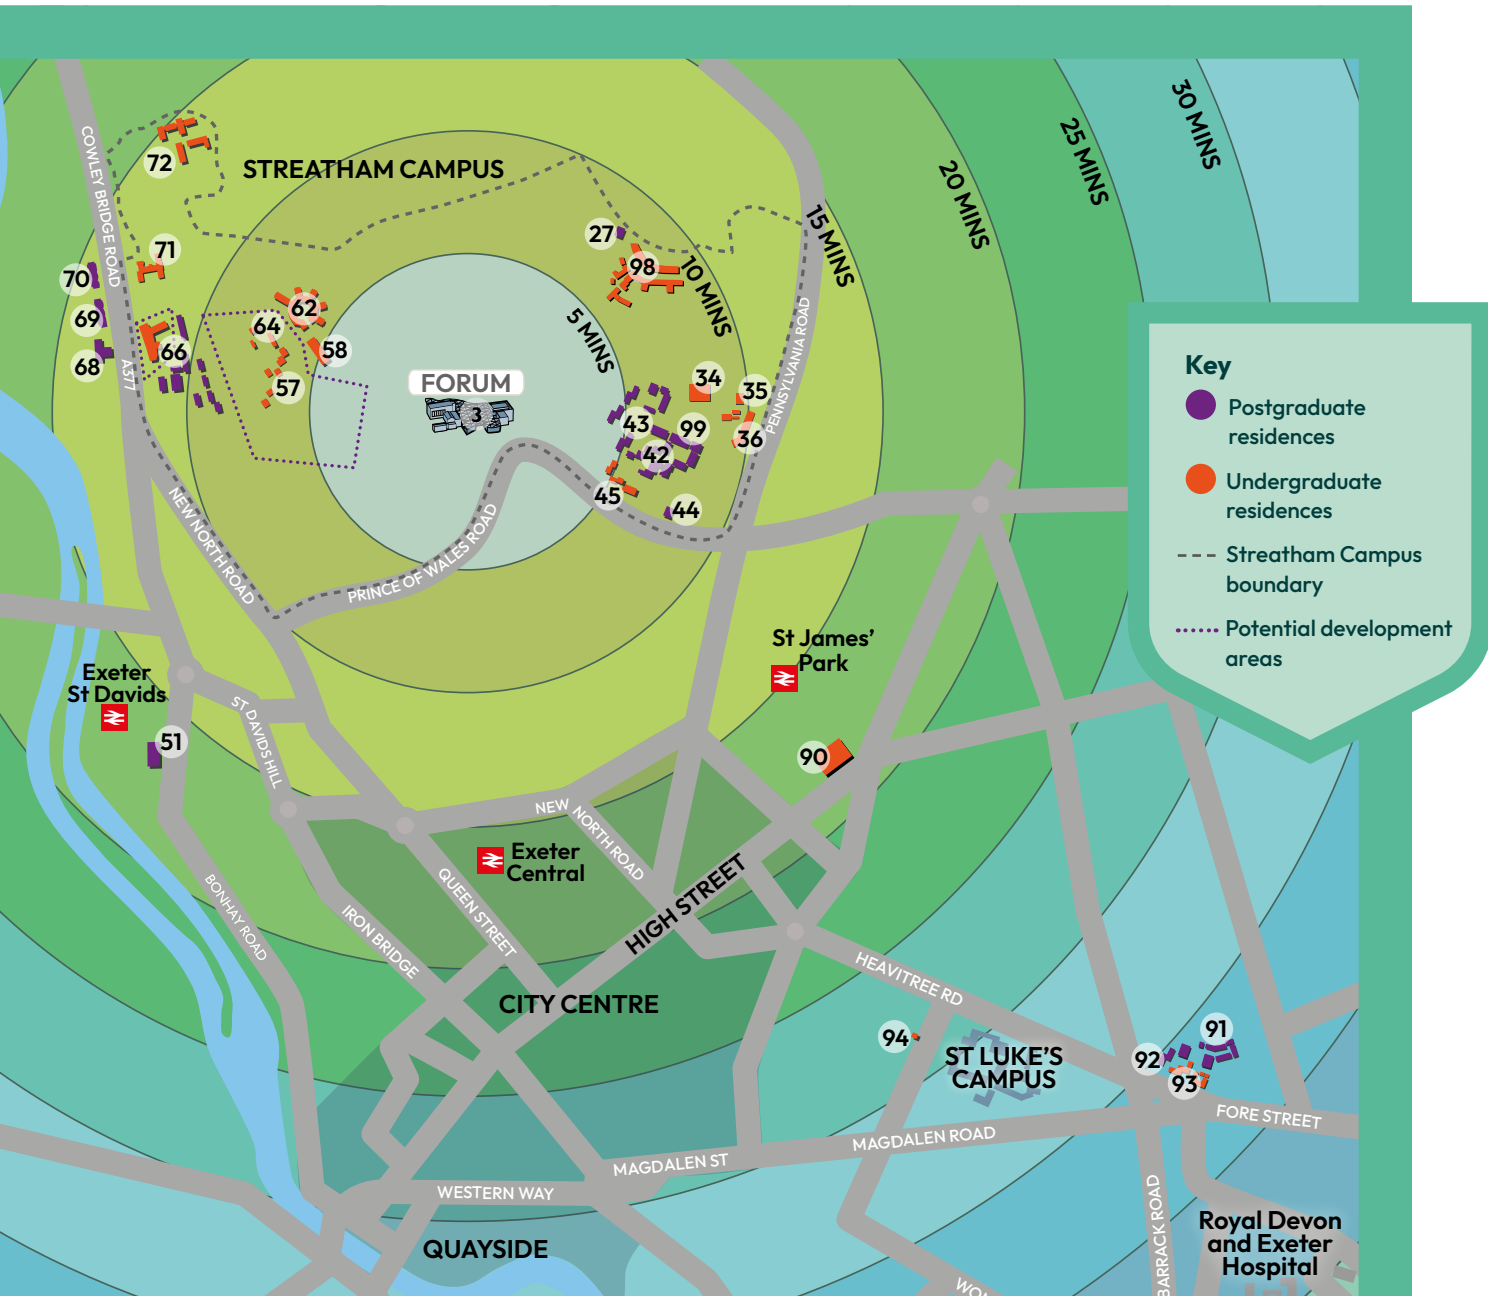 COWLEY BRIDGE ROAD
72
STREATHAM CAMPUS
71
70
69
68
66
A377
62
64
58
57
27
98
5 MINS
10 MINS
15 MINS
20 MINS
25 MINS
30 MINS
FORUM
3
34
35
43
99
36
42
45
44
PENNSYLVANIA ROAD
NEW NORTH ROAD
PRINCE OF WALES ROAD
Key
Postgraduate
residences
Undergraduate
residences
Streatham Campus
boundary
Potential development
areas
St James’
Park
Exeter
St Davids
51
ST DAVIDS HILL
90
NEW
NORTH ROAD
Exeter
Central
QUEEN STREET
HIGH STREET
BONHAY ROAD
IRON BRIDGE
CITY CENTRE
HEAVITREE RD
94
ST LUKE’S
CAMPUS
91
92
93
FORE STREET
MAGDALEN ROAD
MAGDALEN ST
WESTERN WAY
QUAYSIDE
BARRACK ROAD
Royal Devon
and Exeter
Hospital